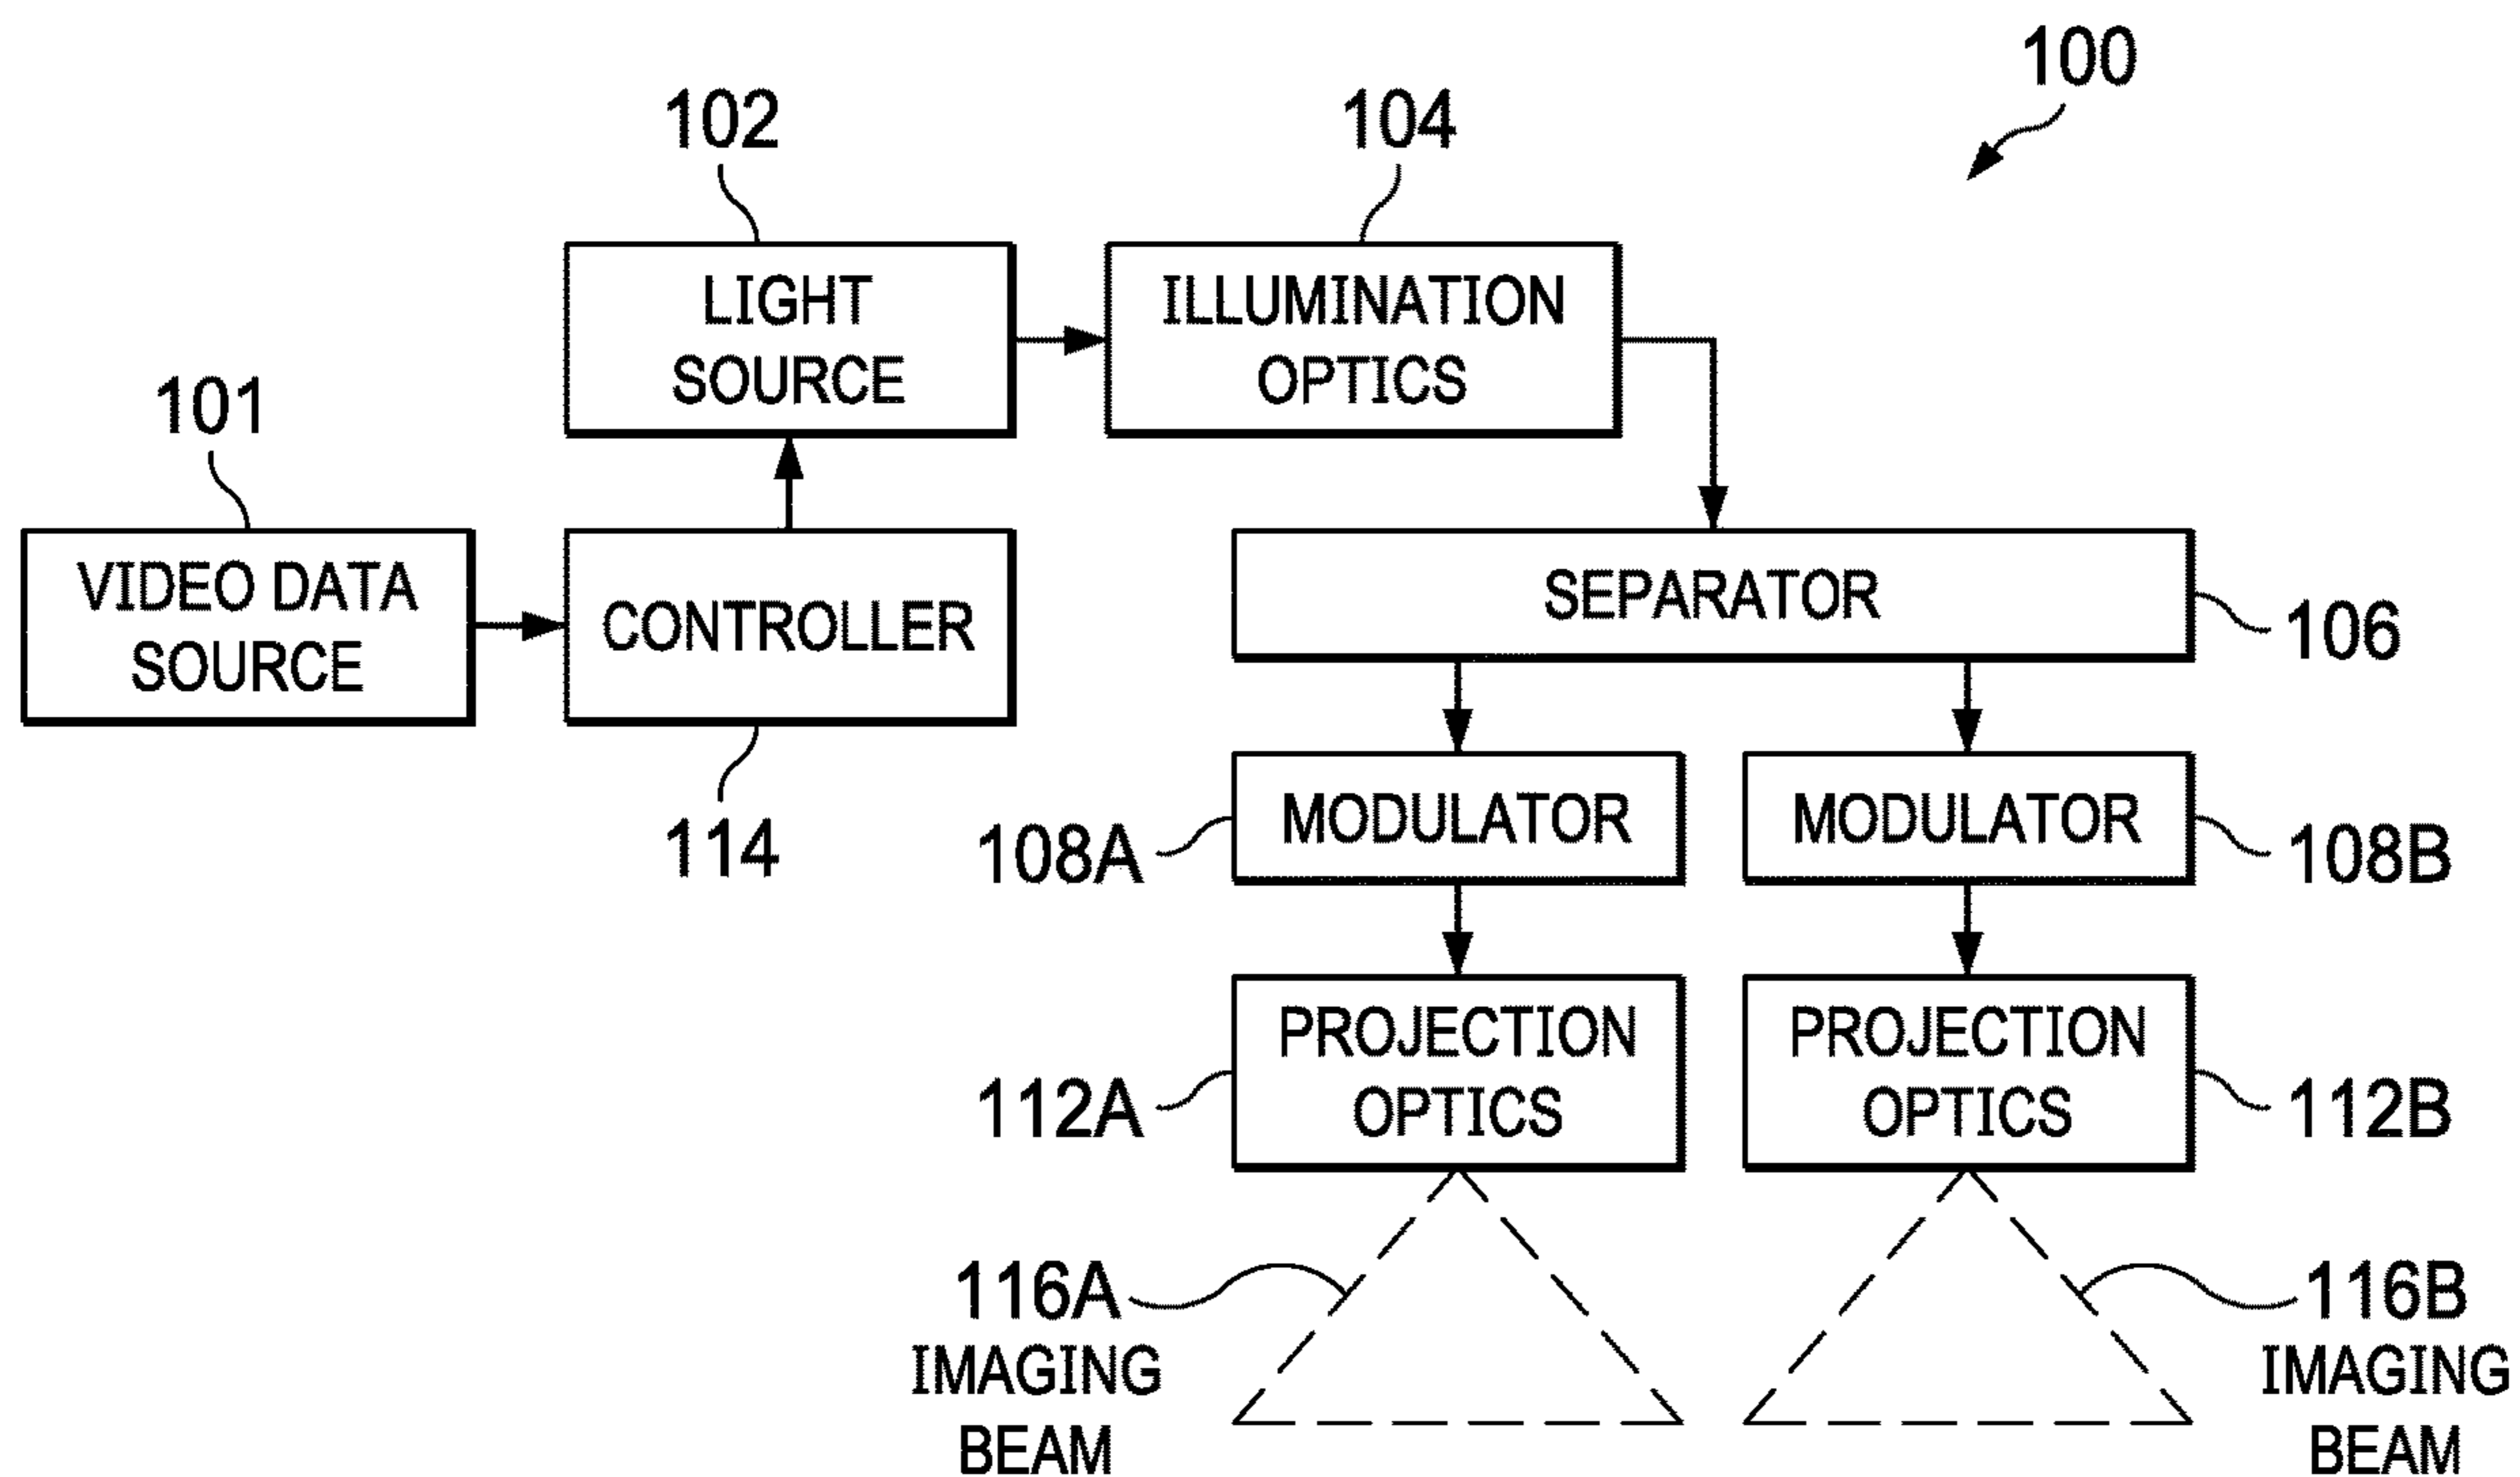 100
102
104
LIGHT
SOURCE
ILLUMINATION
OPTICS
101
VIDEO DATA
SOURCE
CONTROLLER
SEPARATOR
106
114
108A
MODULATOR
MODULATOR
108B
112A
PROJECTION
OPTICS
PROJECTION
OPTICS
112B
116A
IMAGING
BEAM
116B
IMAGING
BEAM